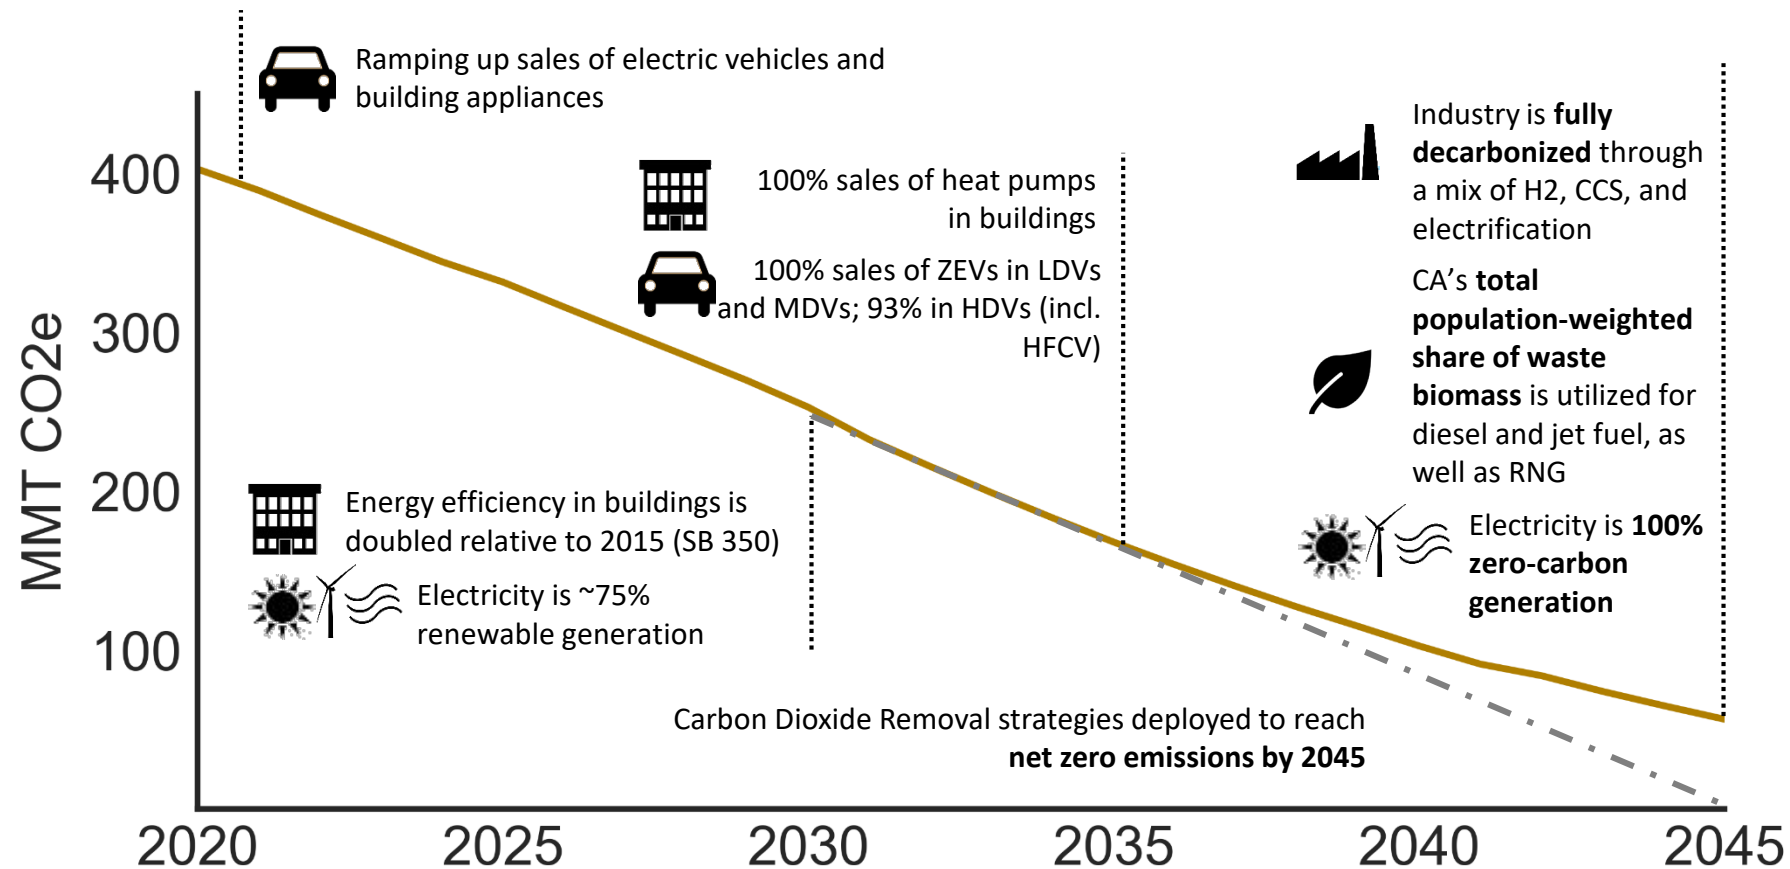 Ramping up sales of electric vehicles and
building appliances
100% sales of heat pumps
in buildings
100% sales of ZEVs in LDVs
and MDVs; 93% in HDVs (incl.
HFCV)
Industry is fully
decarbonized through
a mix of H2, CCS, and
electrification
CA’s total
population-weighted
share of waste
biomass is utilized for
diesel and jet fuel, as
well as RNG
Electricity is 100%
zero-carbon
generation
Energy efficiency in buildings is
doubled relative to 2015 (SB 350)
Electricity is ~75%
renewable generation
Carbon Dioxide Removal strategies deployed to reach
net zero emissions by 2045
MMT CO2e
400
300
200
100
2020 2025 2030 2035 2040 2045